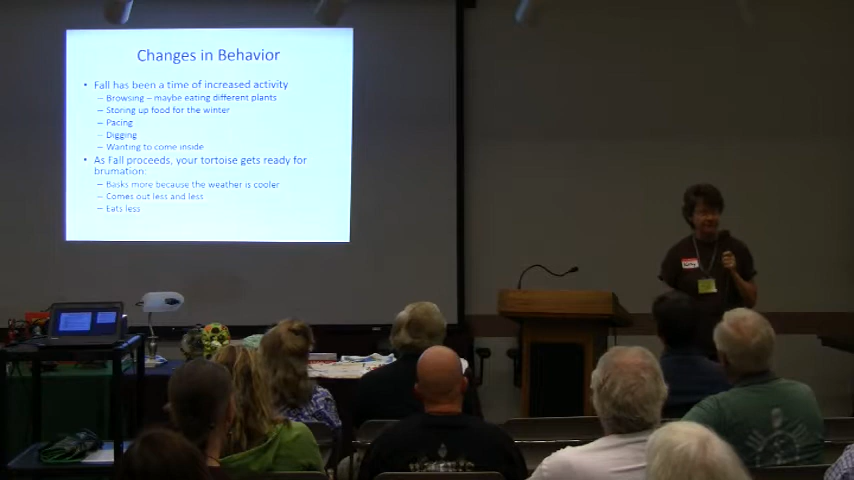 Changes in Behavior
• Fall has been a time of increased activity
– Browsing – maybe eating different plants
– Storing up food for the winter
– Pacing
– Digging
– Wanting to come inside
• As Fall proceeds, your tortoise gets ready for
brumation:
– Basks more because the weather is cooler
– Comes out less and less
– Eats less